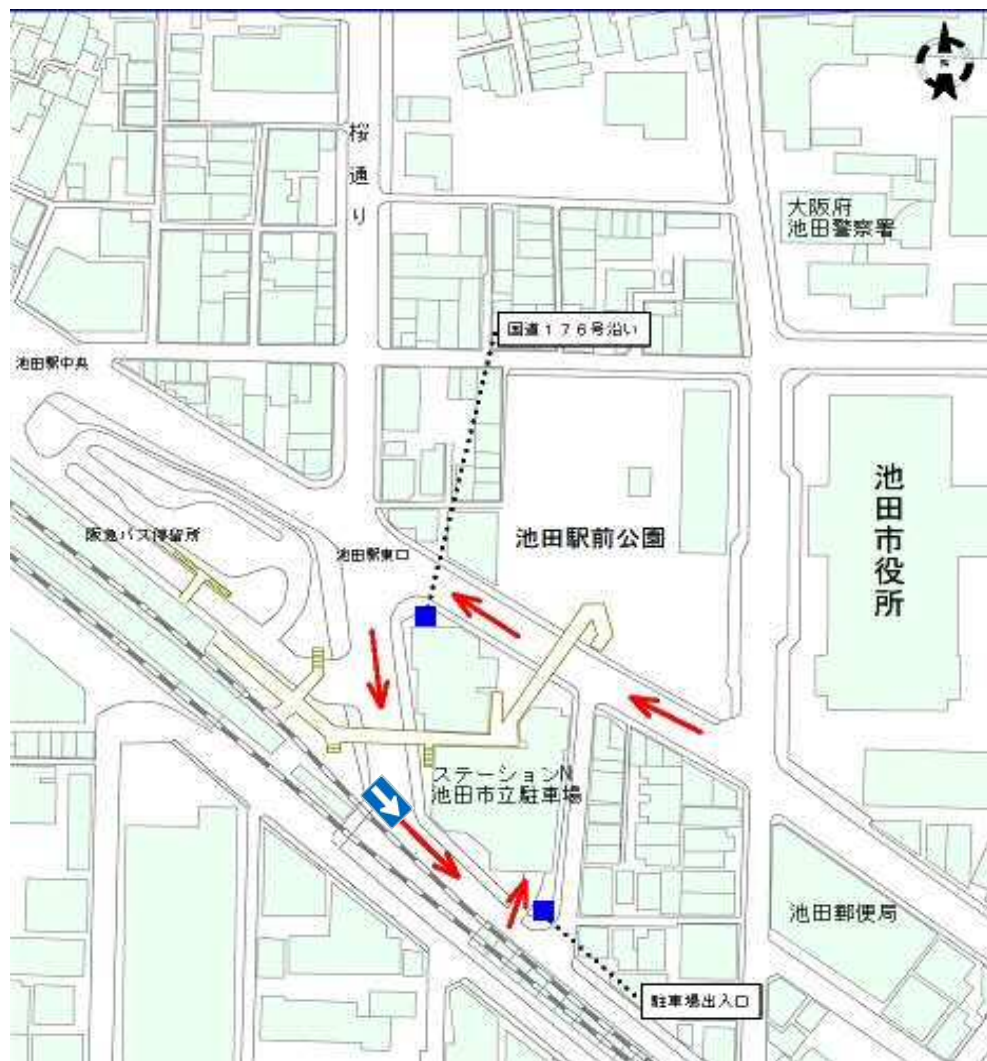 桜通り
大阪府
池田警察署
国道176号沿い
池田駅中央
池田市役所
阪急バス停留所
池田駅東口
池田駅前公園
ステーションN
池田市立駐車場
池田郵便局
駐車場出入口